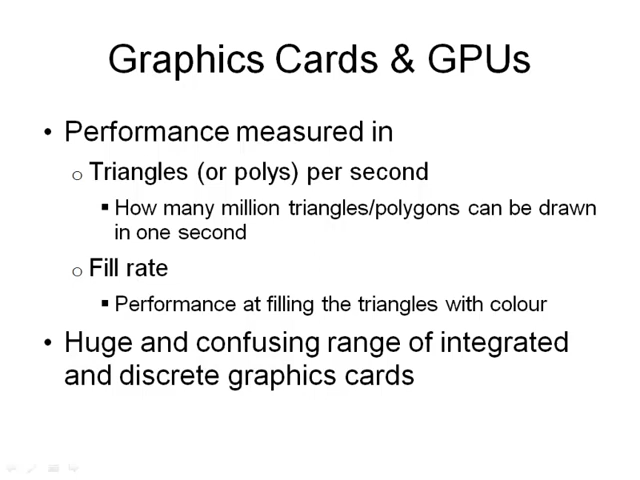 Graphics Cards & GPUs
• Performance measured in
o Triangles (or polys) per second
▪ How many million triangles/polygons can be drawn
in one second
o Fill rate
▪ Performance at filling the triangles with colour
• Huge and confusing range of integrated
and discrete graphics cards